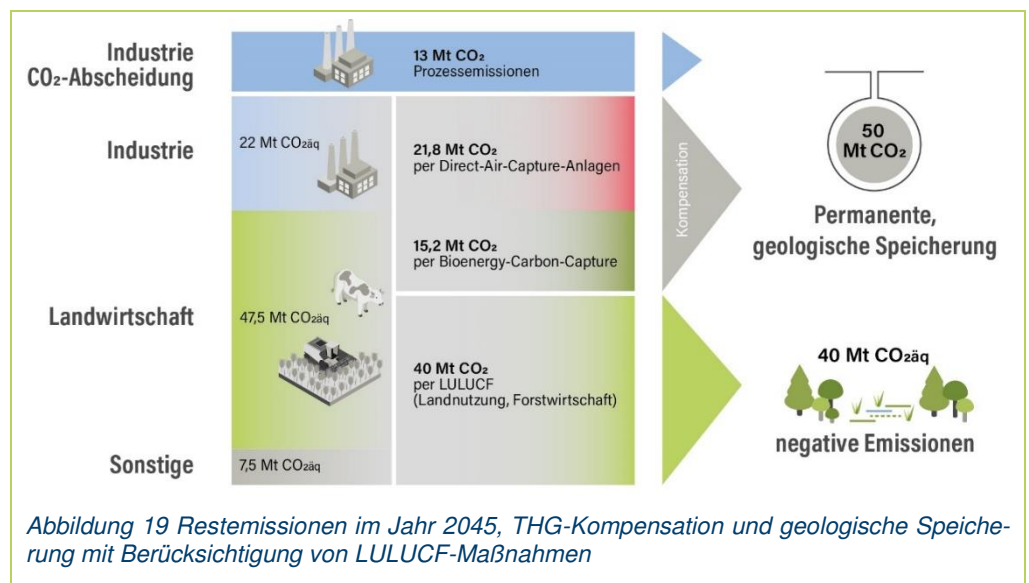 Industrie
CO₂-Abscheidung
13 Mt CO₂
Prozessemissionen
Industrie
22 Mt CO₂äq
21,8 Mt CO₂
per Direct-Air-Capture-Anlagen
15,2 Mt CO₂
per Bioenergy-Carbon-Capture
Landwirtschaft
47,5 Mt CO₂äq
40 Mt CO₂
per LULUCF
(Landnutzung, Forstwirtschaft)
Sonstige
7,5 Mt CO₂äq
Kompensation
50
Mt CO₂
Permanente,
geologische Speicherung
40 Mt CO₂äq
negative Emissionen
Abbildung 19 Restemissionen im Jahr 2045, THG-Kompensation und geologische Speiche-
rung mit Berücksichtigung von LULUCF-Maßnahmen